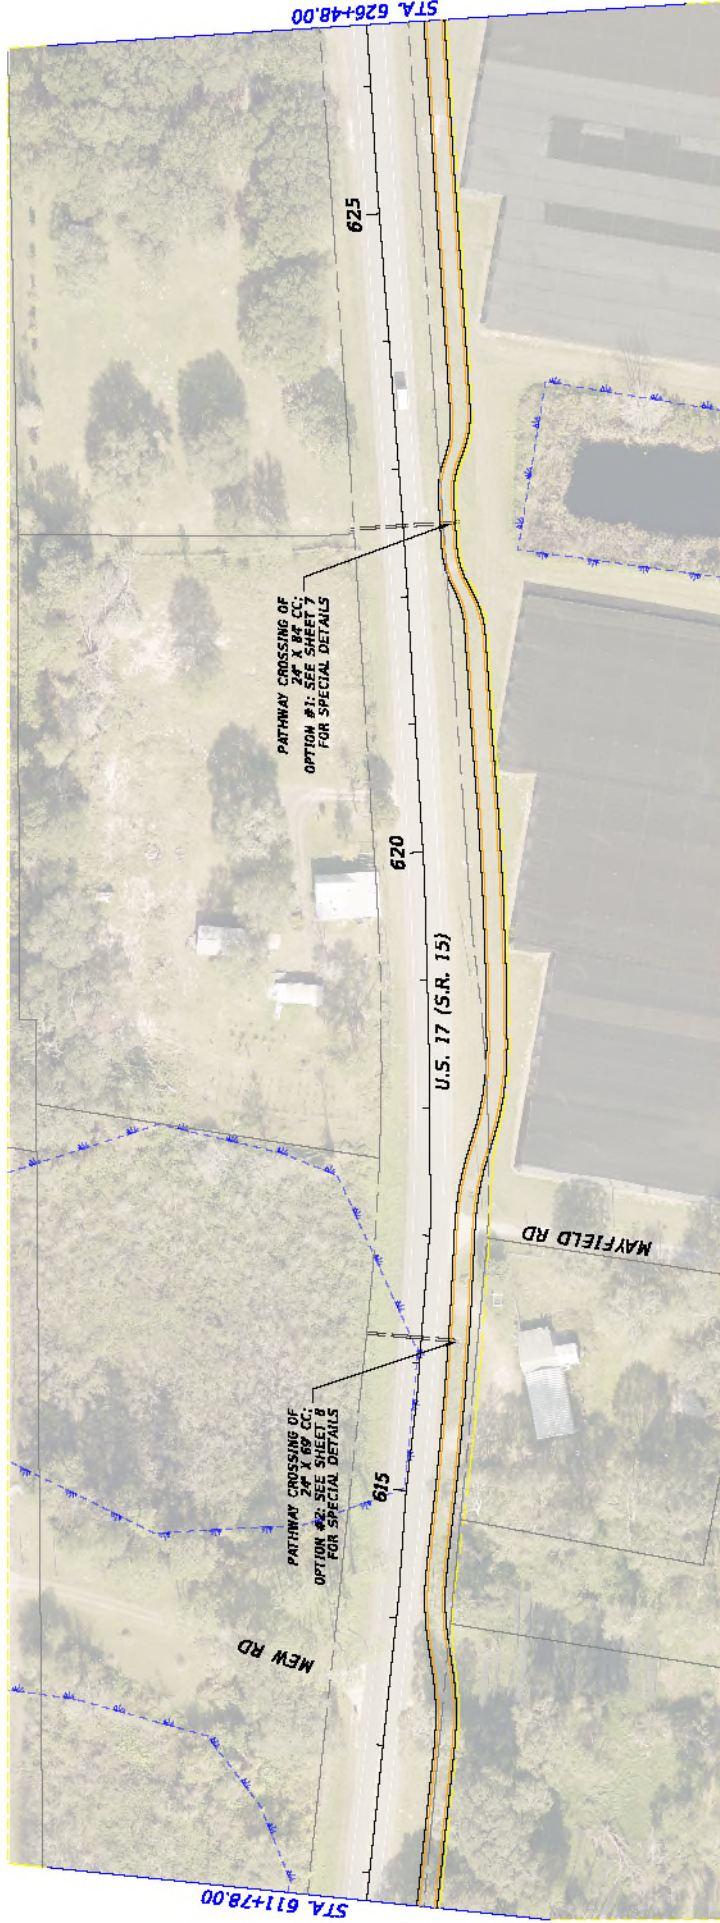 STA. 626+48.00
625
PATHWAY CROSSING OF
24" X 84' CC;
OPTION #1: SEE SHEET 7
FOR SPECIAL DETAILS
620
U.S. 17 (S.R. 15)
MAYFIELD RD
PATHWAY CROSSING OF
24" X 69' CC;
OPTION #2: SEE SHEET 8
FOR SPECIAL DETAILS
615
MEW RD
STA. 611+78.00